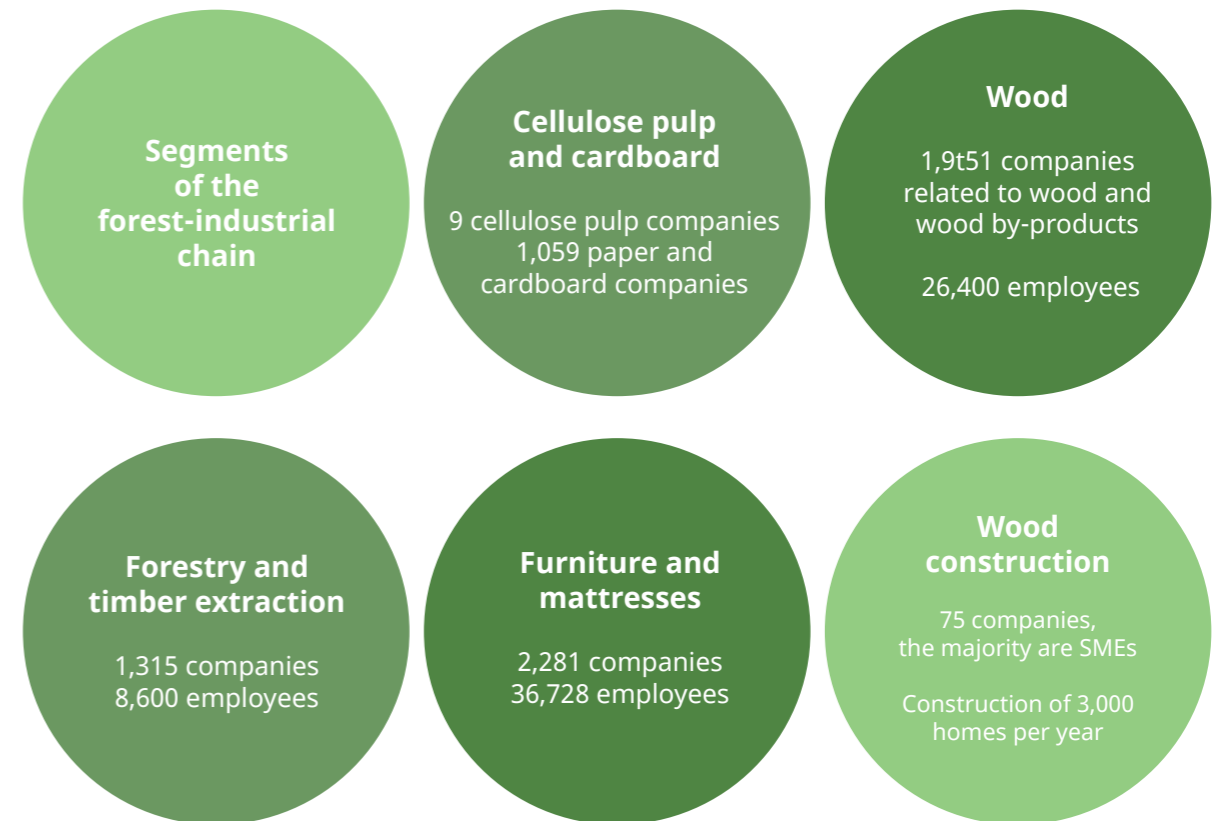 Segments
of the
forest-industrial
chain
Cellulose pulp
and cardboard
9 cellulose pulp companies
1,059 paper and
cardboard companies
Wood
1,9t51 companies
related to wood and
wood by-products
26,400 employees
Forestry and
timber extraction
1,315 companies
8,600 employees
Furniture and
mattresses
2,281 companies
36,728 employees
Wood
construction
75 companies,
the majority are SMEs
Construction of 3,000
homes per year